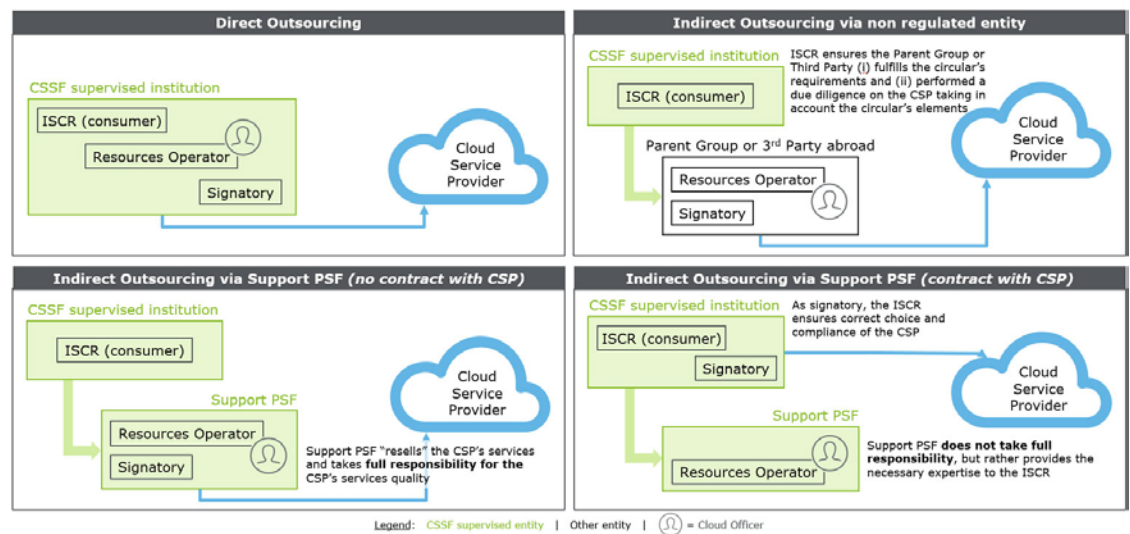 Direct Outsourcing
CSSF supervised institution
ISCR (consumer)
Resources Operator
Signatory
Cloud
Service
Provider
Indirect Outsourcing via non regulated entity
CSSF supervised institution
ISCR (consumer)
ISCR ensures the Parent Group or
Third Party (i) fulfills the circular's
requirements and (ii) performed a
due diligence on the CSP taking in
account the circular's elements
Parent Group or 3rd Party abroad
Resources Operator
Signatory
Cloud
Service
Provider
Indirect Outsourcing via Support PSF (no contract with CSP)
CSSF supervised institution
ISCR (consumer)
Support PSF
Resources Operator
Signatory
Cloud
Service
Provider
Support PSF "resells" the CSP's services
and takes full responsibility for the
CSP's services quality
Indirect Outsourcing via Support PSF (contract with CSP)
CSSF supervised institution
ISCR (consumer)
Signatory
As signatory, the ISCR
ensures correct choice and
compliance of the CSP
Cloud
Service
Provider
Support PSF
Resources Operator
Support PSF does not take full
responsibility, but rather provides the
necessary expertise to the ISCR
Legend: CSSF supervised entity | Other entity | = Cloud Officer